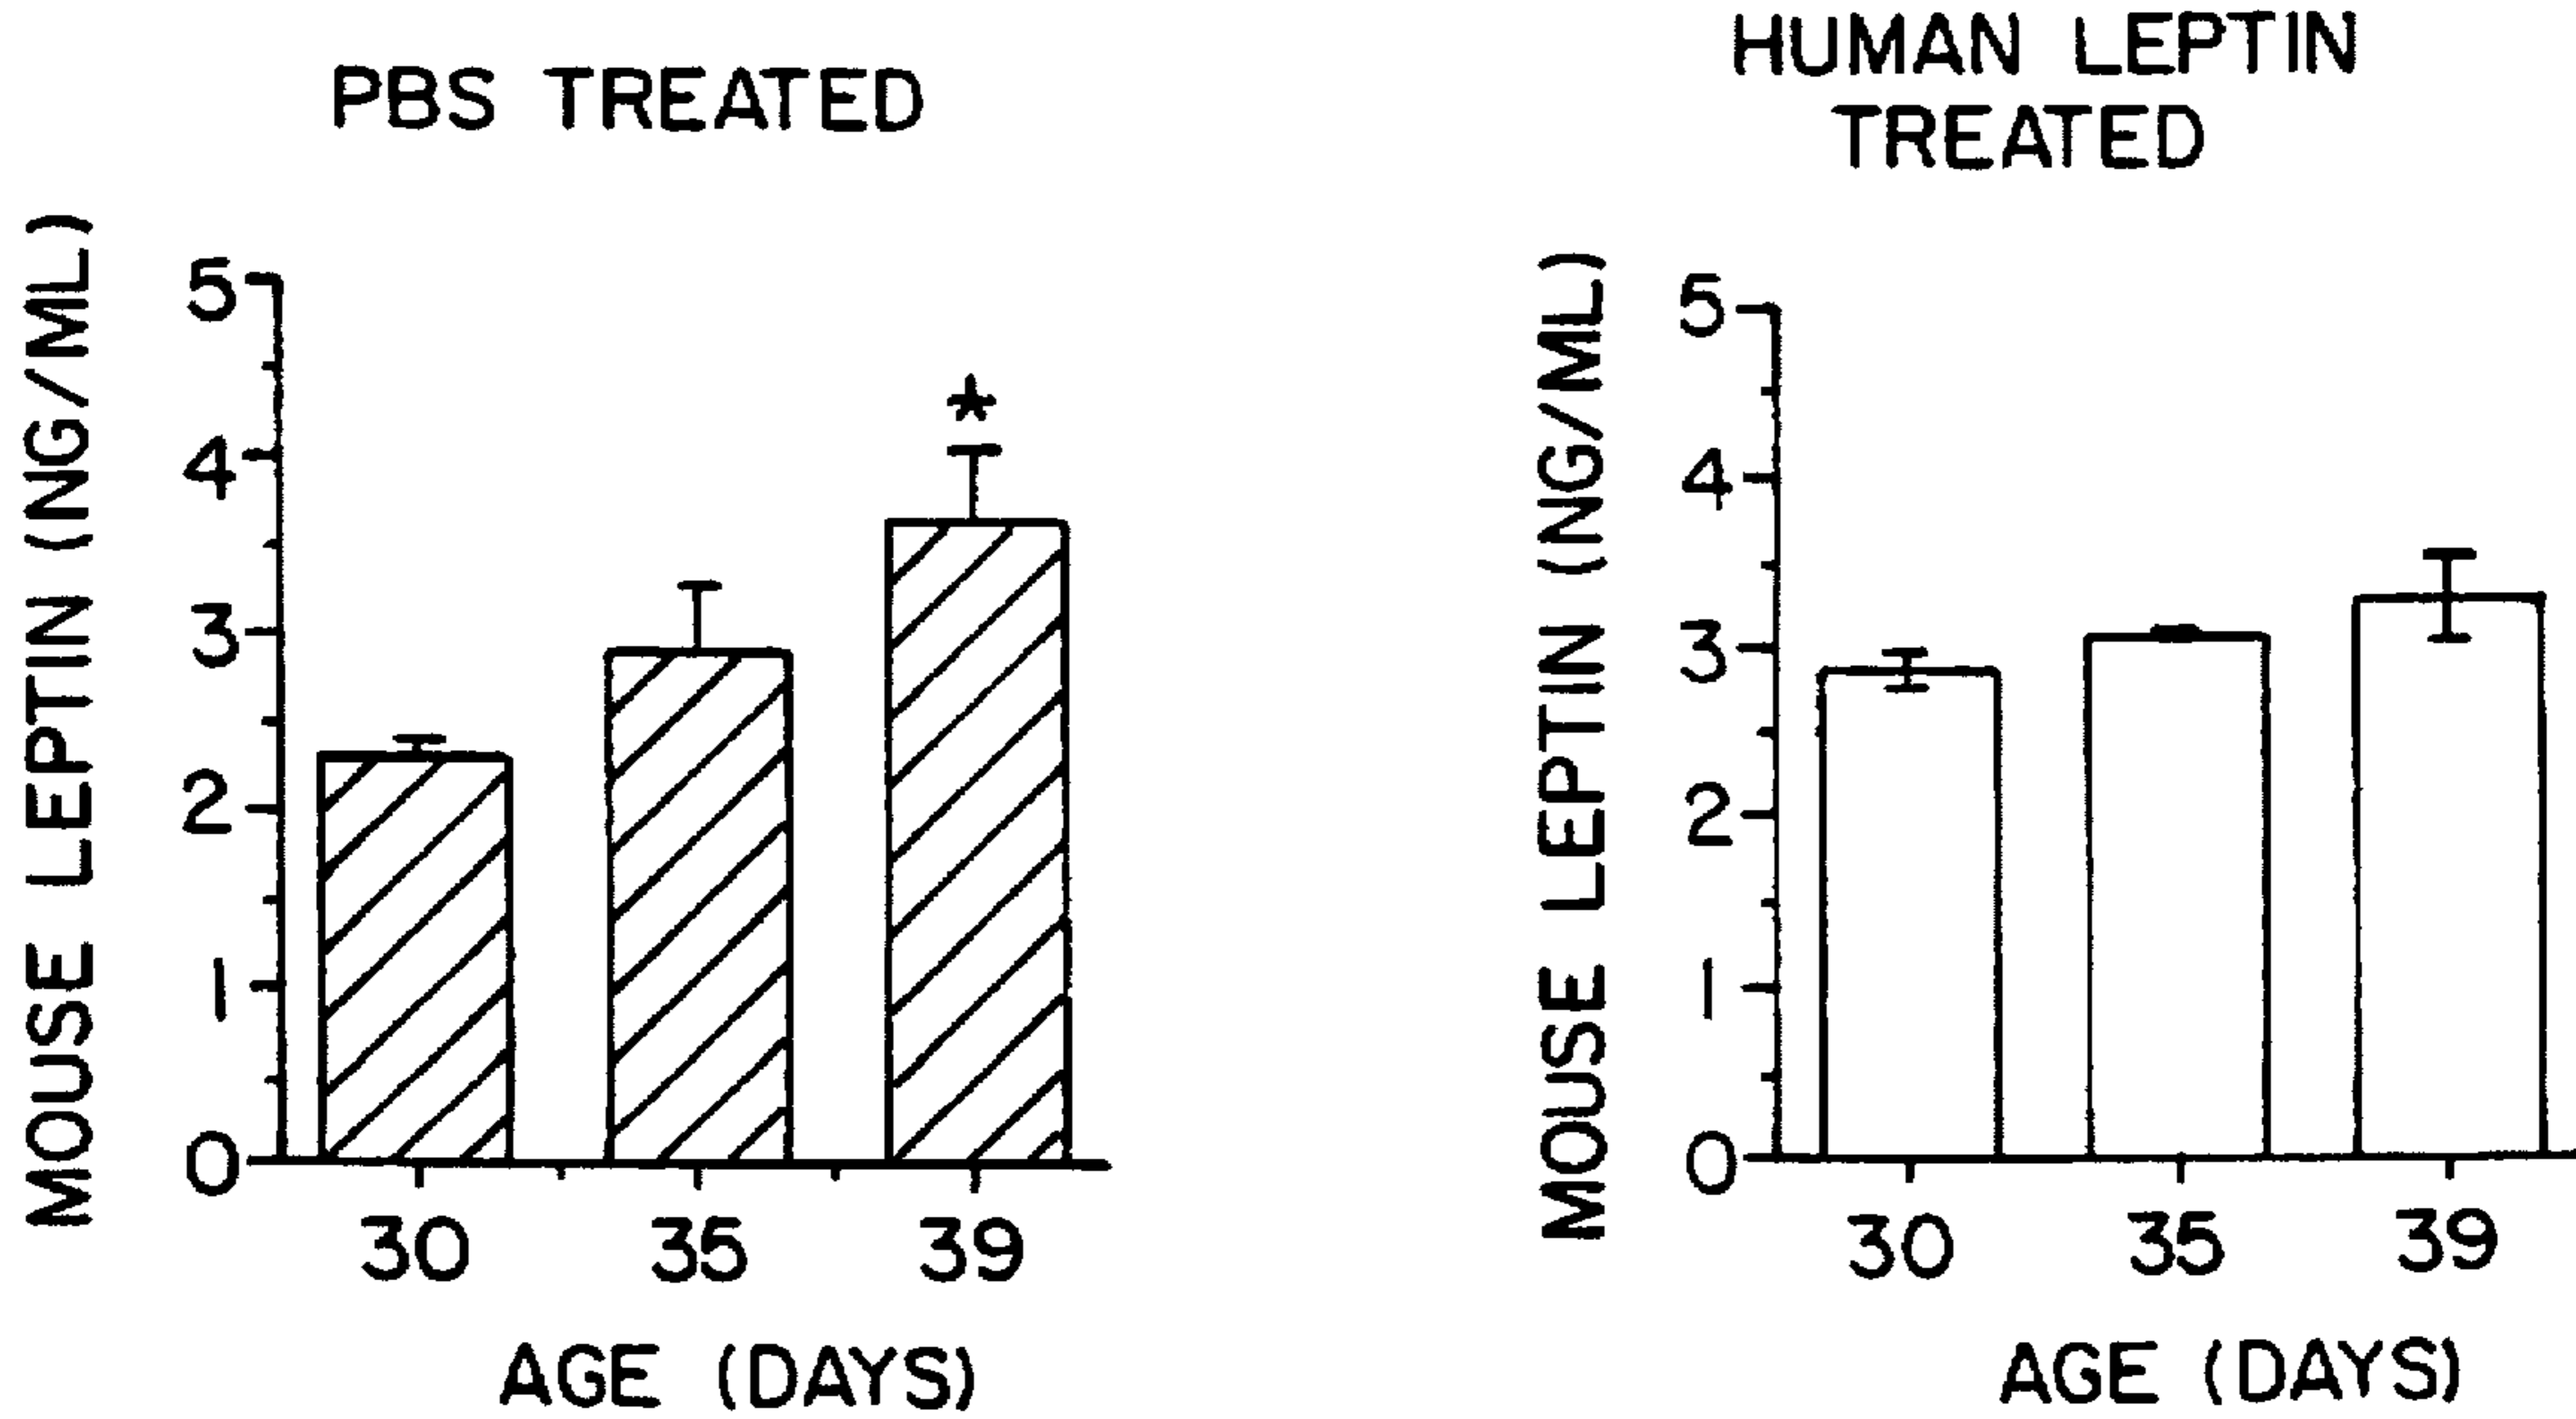 PBS TREATED
MOUSE LEPTIN (NG/ML)
5
4
3
2
1
0
*
30 35 39
AGE (DAYS)
HUMAN LEPTIN
TREATED
MOUSE LEPTIN (NG/ML)
5
4
3
2
1
0
30 35 39
AGE (DAYS)